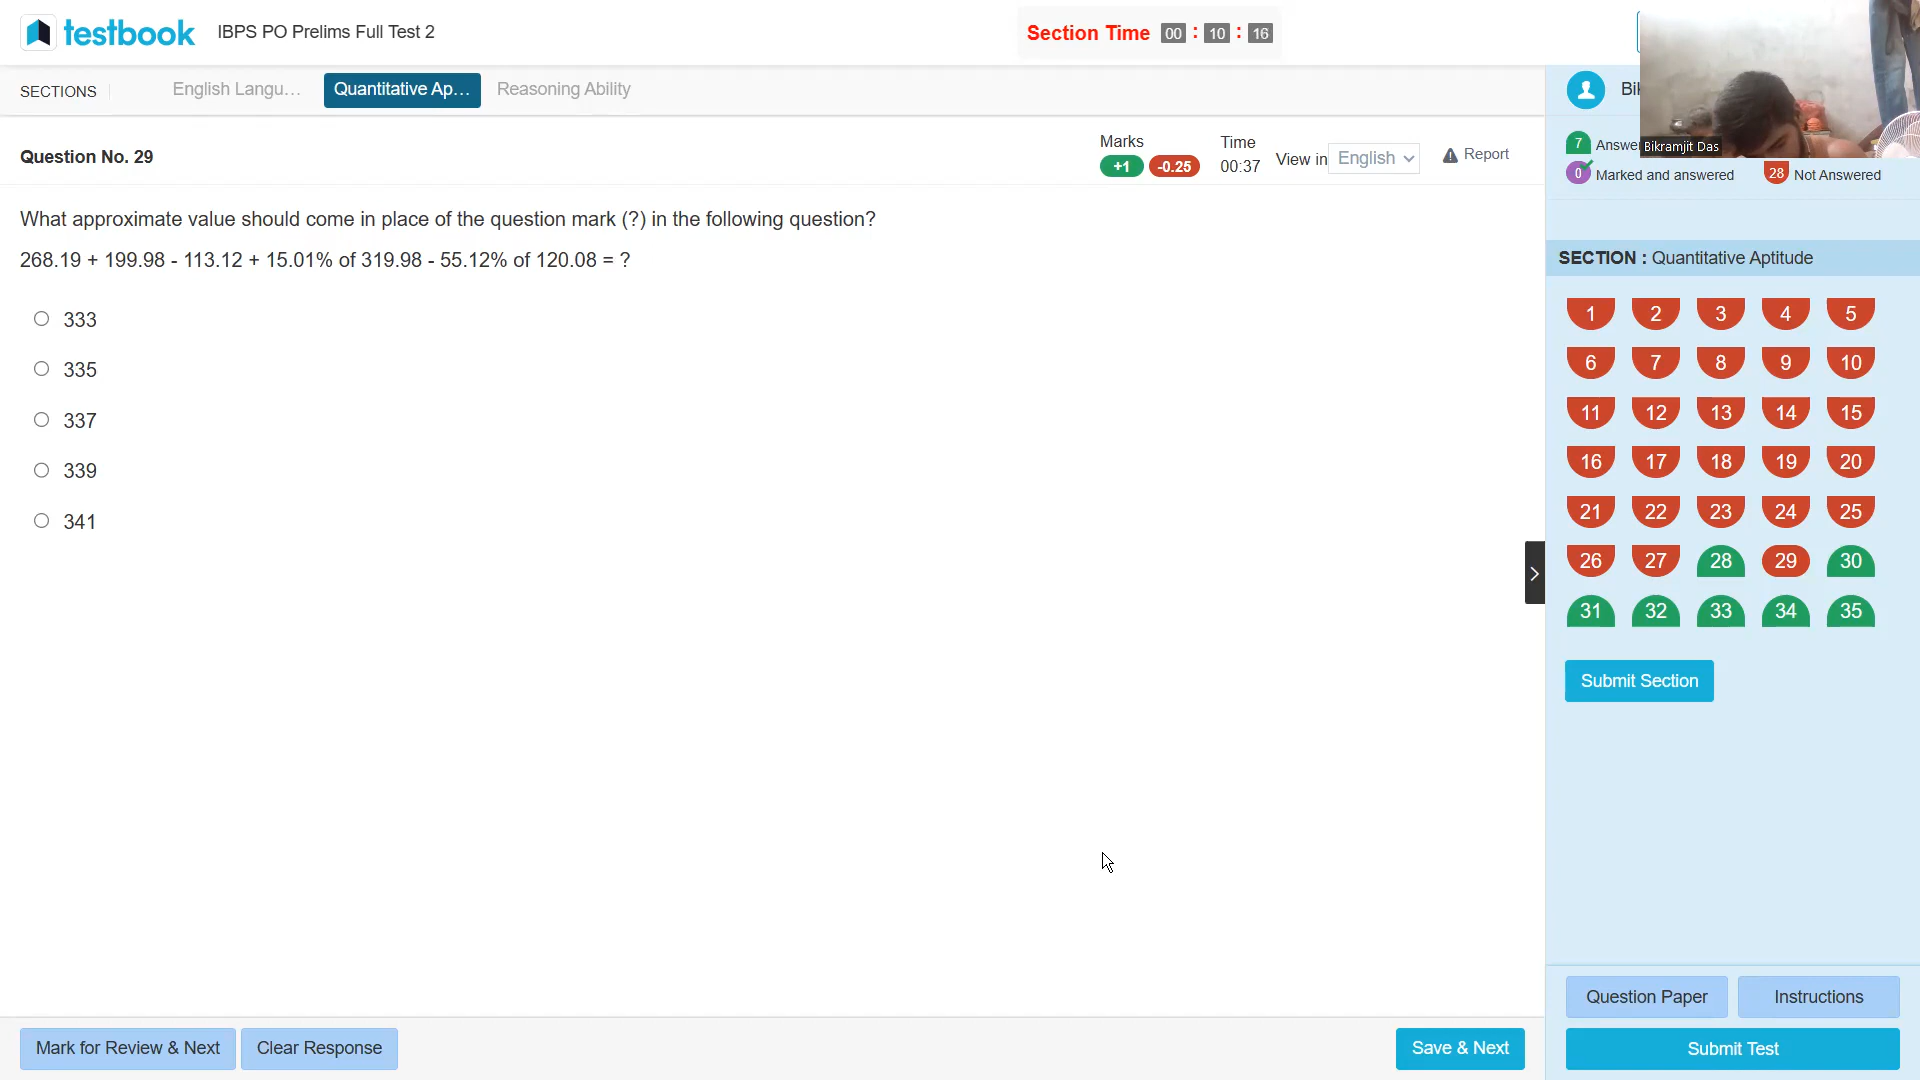 testbook
IBPS PO Prelims Full Test 2
Section Time 00 : 10 : 16
SECTIONS
English Langu...
Quantitative Ap...
Reasoning Ability
Question No. 29
Marks
+1
-0.25
Time
00:37
View in
English
Report
What approximate value should come in place of the question mark (?) in the following question?
268.19 + 199.98 - 113.12 + 15.01% of 319.98 - 55.12% of 120.08 = ?
333
335
337
339
341
Mark for Review & Next
Clear Response
Save & Next
Bikramjit Das
7
0 Marked and answered
28 Not Answered
SECTION : Quantitative Aptitude
1 2 3 4 5
6 7 8 9 10
11 12 13 14 15
16 17 18 19 20
21 22 23 24 25
26 27 28 29 30
31 32 33 34 35
Submit Section
Question Paper
Instructions
Submit Test